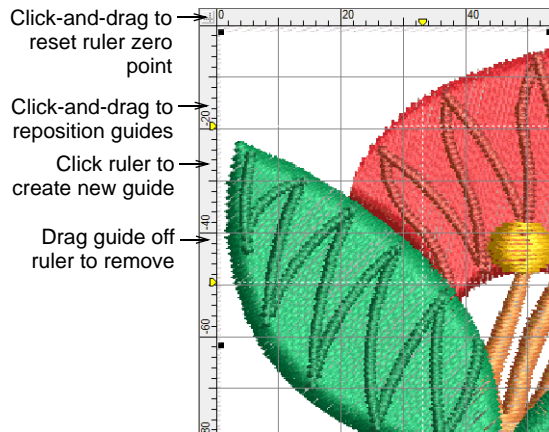 Click-and-drag to
reset ruler zero
point
Click-and-drag to
reposition guides
Click ruler to
create new guide
Drag guide off
ruler to remove
0 20 40
-20
-40
-60
-80